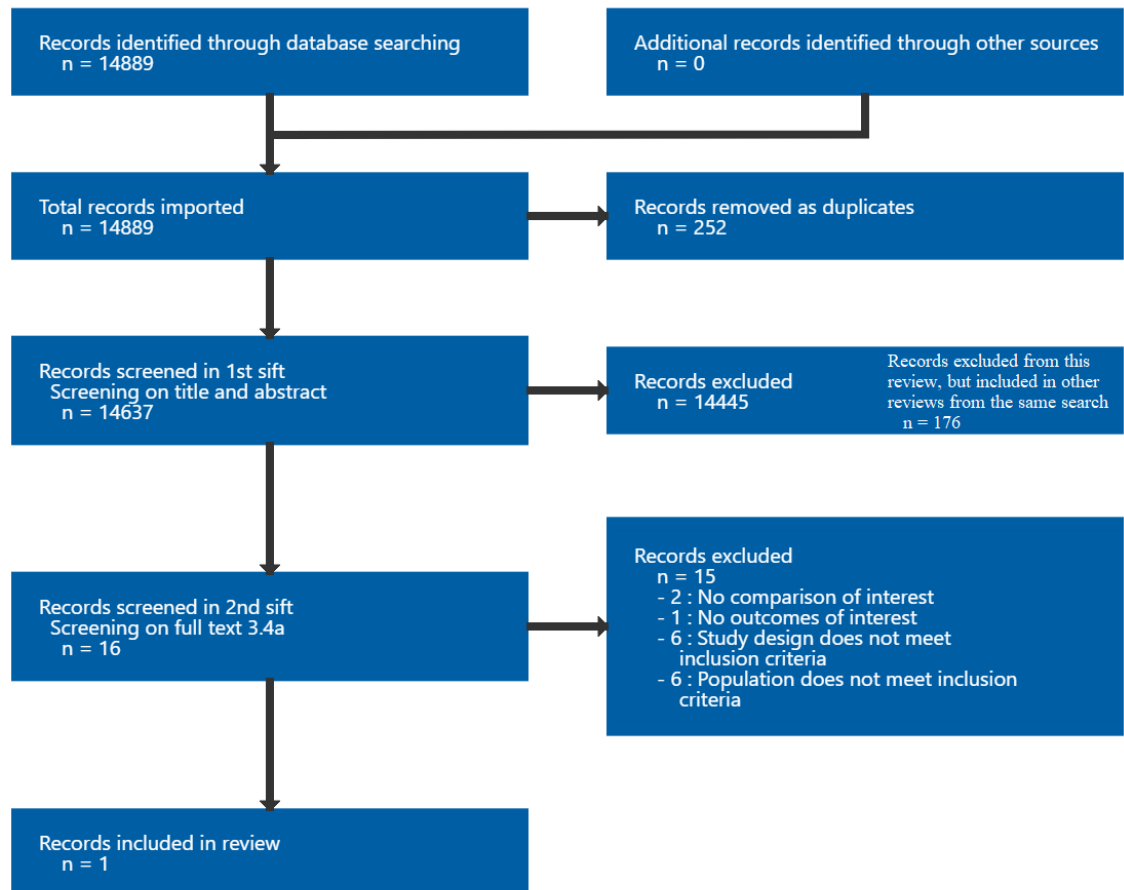 Records identified through database searching
n = 14889
Additional records identified through other sources
n = 0
Total records imported
n = 14889
Records removed as duplicates
n = 252
Records screened in 1st sift
Screening on title and abstract
n = 14637
Records excluded
n = 14445
Records excluded from this
review, but included in other
reviews from the same search
n = 176
Records screened in 2nd sift
Screening on full text 3.4a
n = 16
Records excluded
n = 15
- 2 : No comparison of interest
- 1 : No outcomes of interest
- 6 : Study design does not meet
inclusion criteria
- 6 : Population does not meet inclusion
criteria
Records included in review
n = 1